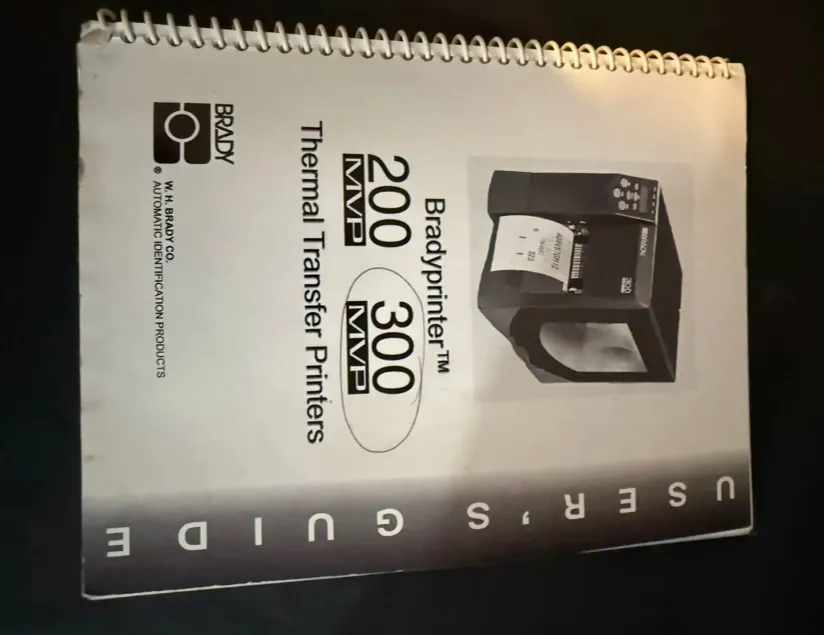 USER'S GUIDE
Bradyprinter™
200 300
MVP MVP
Thermal Transfer Printers
BRADY
W. H. BRADY CO.
® AUTOMATIC IDENTIFICATION PRODUCTS